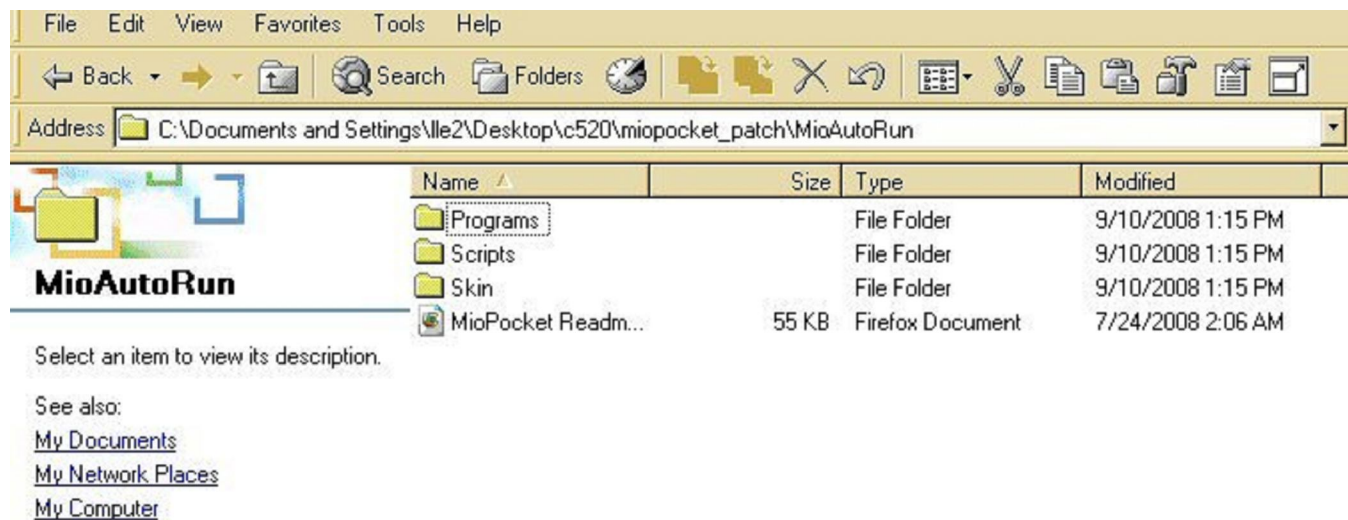 File Edit View Favorites Tools Help
Back Search Folders
Address C:\Documents and Settings\lle2\Desktop\c520\miopocket_patch\MioAutoRun
Name Size Type Modified
Programs File Folder 9/10/2008 1:15 PM
Scripts File Folder 9/10/2008 1:15 PM
Skin File Folder 9/10/2008 1:15 PM
MioPocket Readm... 55 KB Firefox Document 7/24/2008 2:06 AM
MioAutoRun
Select an item to view its description.
See also:
My Documents
My Network Places
My Computer